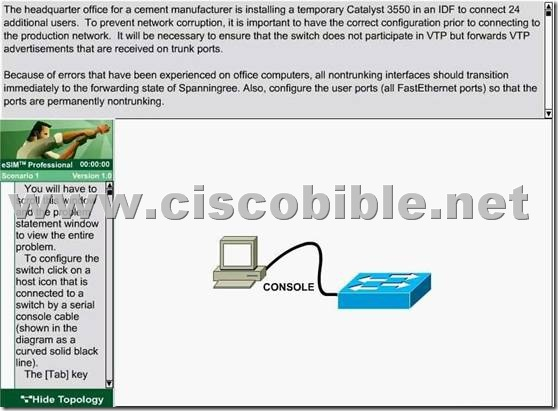 The headquarter office for a cement manufacturer is installing a temporary Catalyst 3550 in an IDF to connect 24
additional users.  To prevent network corruption, it is important to have the correct configuration prior to connecting to
the production network.  It will be necessary to ensure that the switch does not participate in VTP but forwards VTP
advertisements that are received on trunk ports.
Because of errors that have been experienced on office computers, all nontrunking interfaces should transition
immediately to the forwarding state of Spanningree. Also, configure the user ports (all FastEthernet ports) so that the
ports are permanently nontrunking.
eSIM™ Professional 00:00:00
Scenario 1 Version 1.0
www.ciscobible.net
You will have to
scroll this window
and the problem
statement window
to view the entire
problem.
To configure the
switch click on a
host icon that is
connected to a
switch by a serial
console cable
(shown in the
diagram as a
curved solid black
line).
The [Tab] key
CONSOLE
Hide Topology